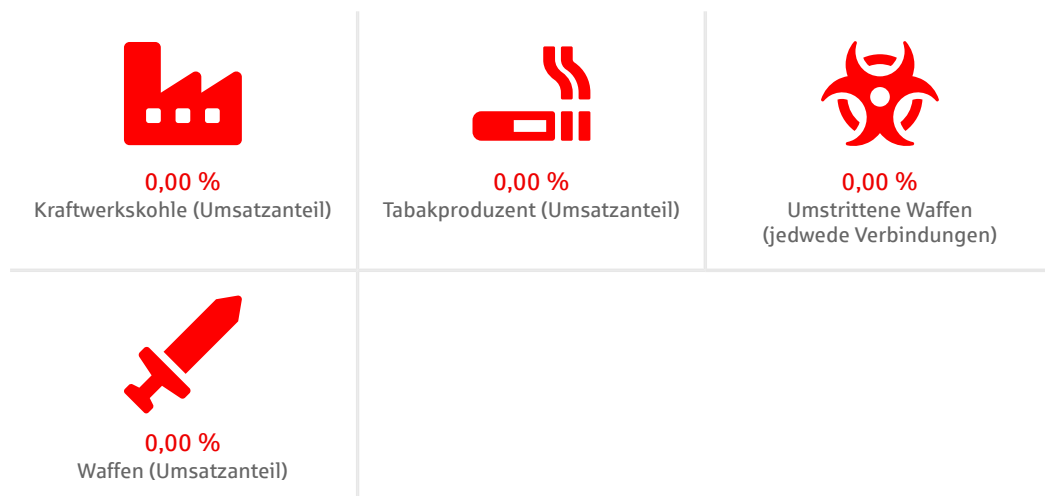 0,00 %
Kraftwerkskohle (Umsatzanteil)
0,00 %
Tabakproduzent (Umsatzanteil)
0,00 %
Umstrittene Waffen
(jedwede Verbindungen)
0,00 %
Waffen (Umsatzanteil)